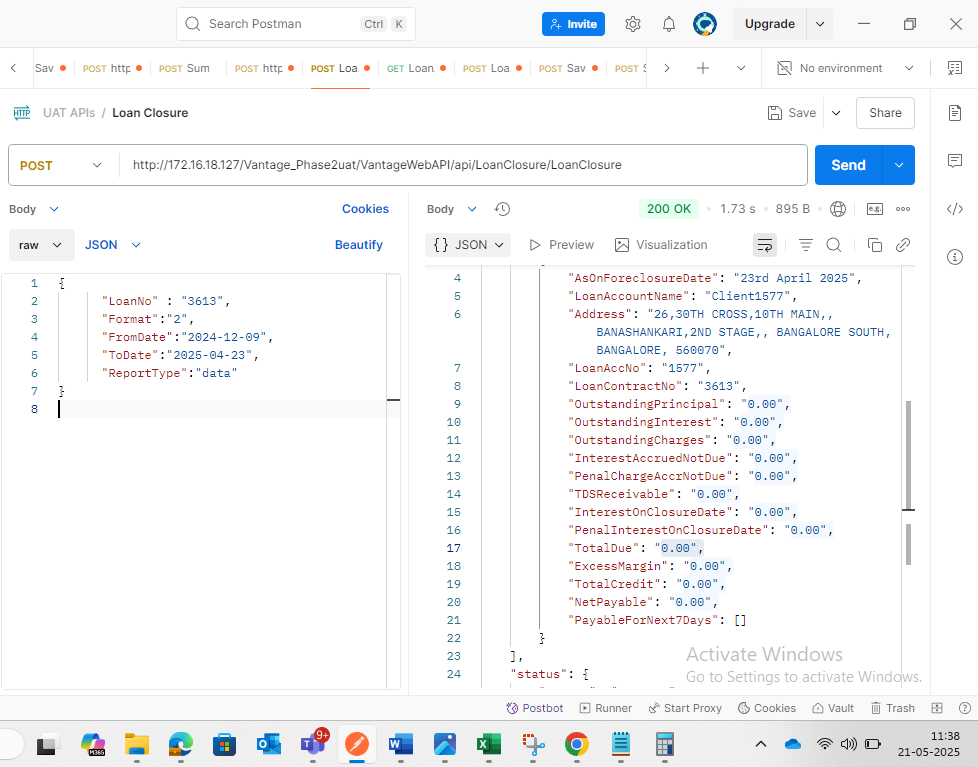 Search Postman Ctrl K
Invite
Upgrade
Sav POST http POST Sum POST http POST Loa GET Loan POST Loa POST Sav POST
No environment
HTTP UAT APIs / Loan Closure
Save Share
POST http://172.16.18.127/Vantage_Phase2uat/VantageWebAPI/api/LoanClosure/LoanClosure
Send
Body Cookies
raw JSON Beautify
1 {
2 "LoanNo" : "3613",
3 "Format":"2",
4 "FromDate":"2024-12-09",
5 "ToDate":"2025-04-23",
6 "ReportType":"data"
7 }
8
Body 200 OK 1.73 s 895 B e.g.
{} JSON Preview Visualization
4 "AsOnForeclosureDate": "23rd April 2025",
5 "LoanAccountName": "Client1577",
6 "Address": "26,30TH CROSS,10TH MAIN,,
BANASHANKARI,2ND STAGE,, BANGALORE SOUTH,
BANGALORE, 560070",
7 "LoanAccNo": "1577",
8 "LoanContractNo": "3613",
9 "OutstandingPrincipal": "0.00",
10 "OutstandingInterest": "0.00",
11 "OutstandingCharges": "0.00",
12 "InterestAccruedNotDue": "0.00",
13 "PenalChargeAccrNotDue": "0.00",
14 "TDSReceivable": "0.00",
15 "InterestOnClosureDate": "0.00",
16 "PenalInterestOnClosureDate": "0.00",
17 "TotalDue": "0.00",
18 "ExcessMargin": "0.00",
19 "TotalCredit": "0.00",
20 "NetPayable": "0.00",
21 "PayableForNext7Days": []
22 }
23 ],
24 "status": {
Activate Windows
Go to Settings to activate Windows.
Postbot Runner Start Proxy Cookies Vault Trash
M365
9+
11:38
21-05-2025